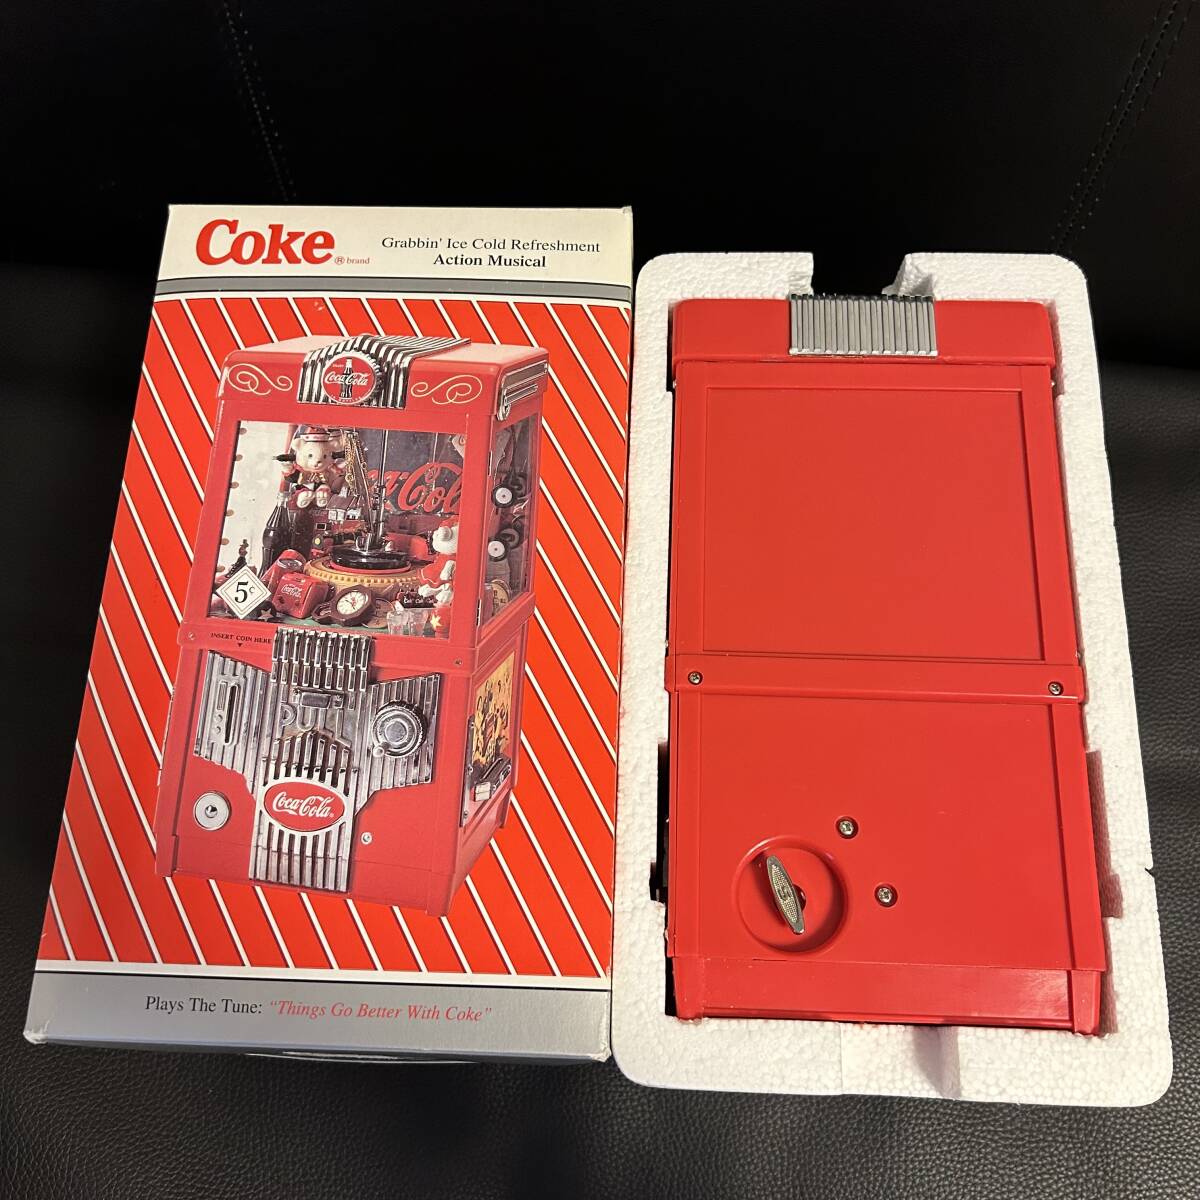 Coke ® brand
Grabbin' Ice Cold Refreshment
Action Musical
Coca-Cola
Coca-Col
5¢
INSERT COIN HERE
PULL
Coca-Cola
Plays The Tune: "Things Go Better With Coke"